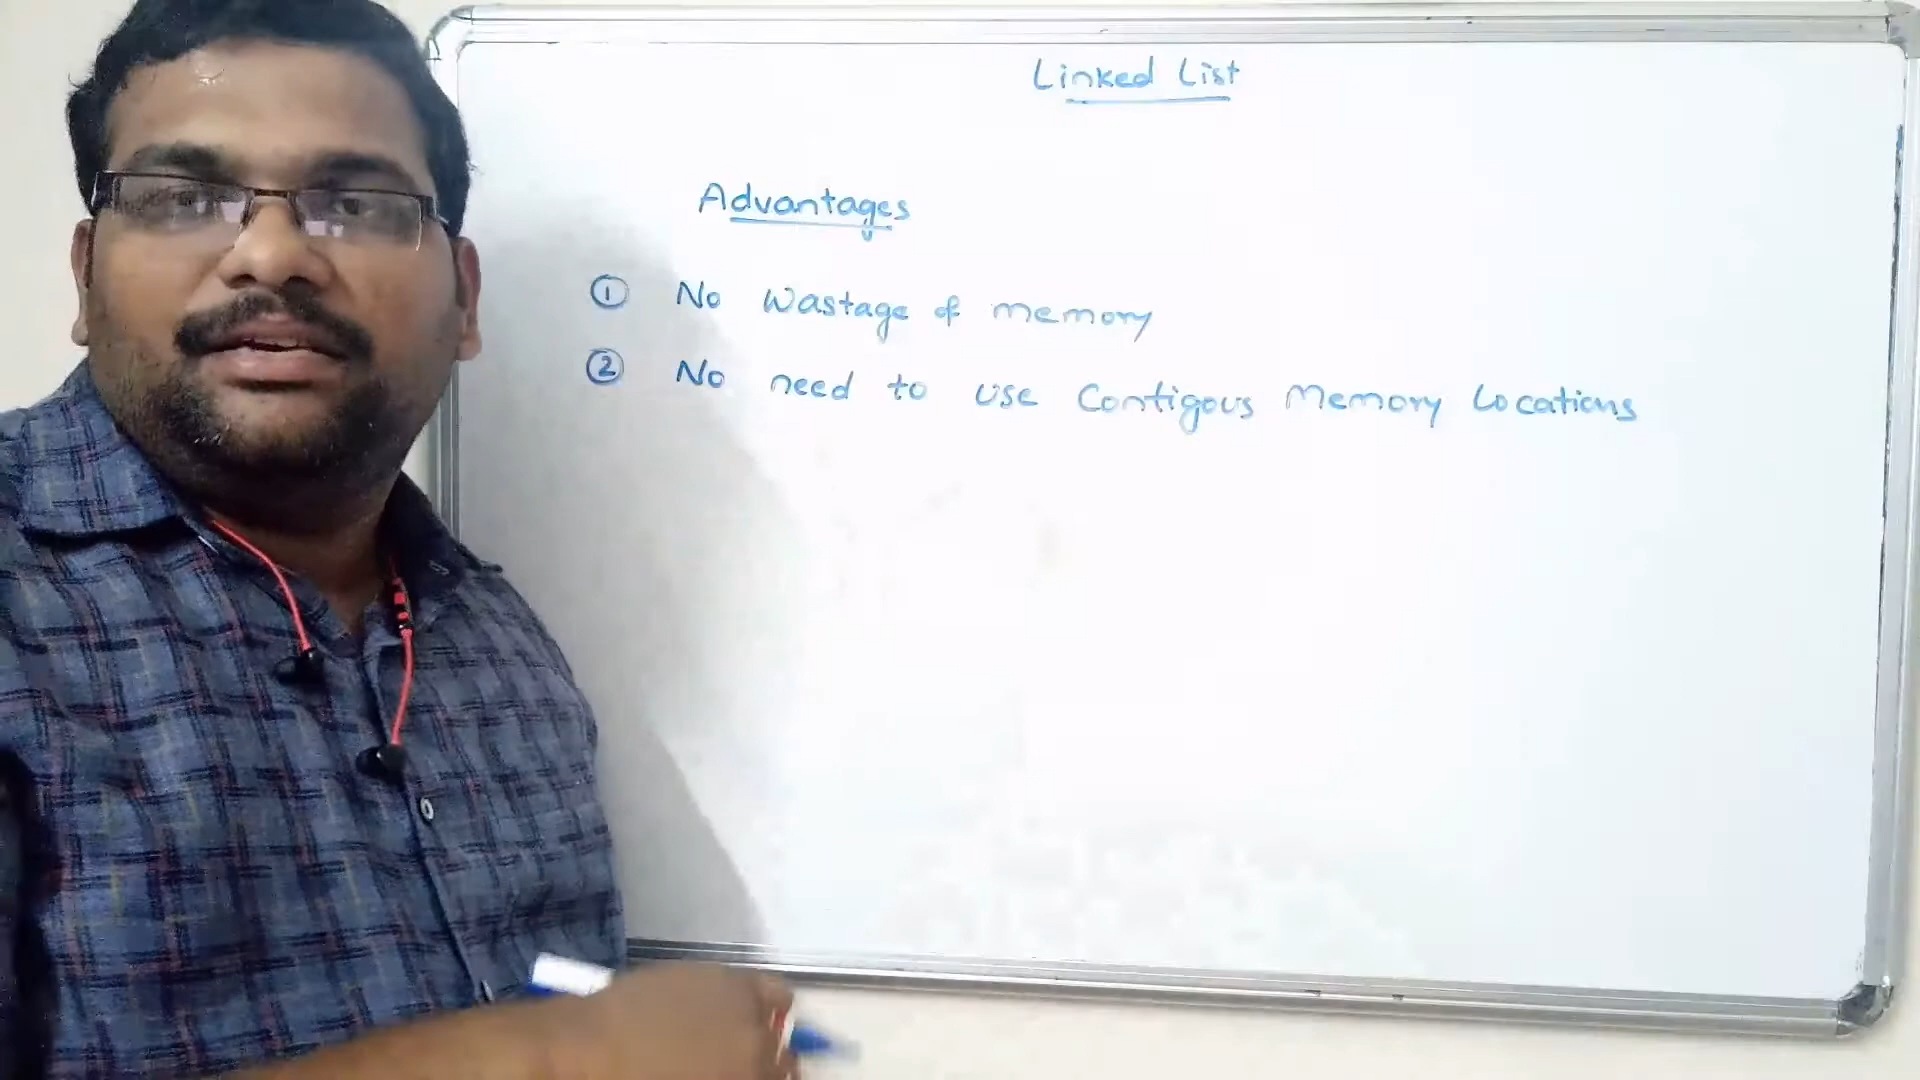 Linked List
Advantages
① No Wastage of memory
② No need to use Contigous Memory Locations